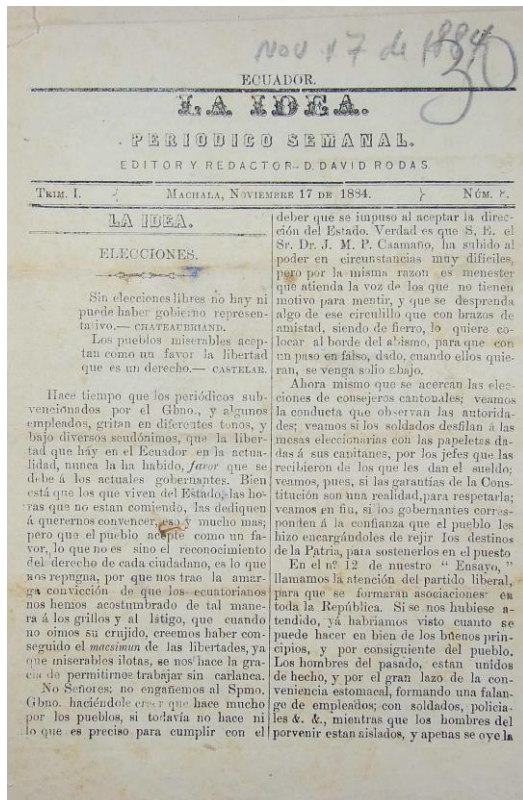 Nov 17 de 1884
30
ECUADOR.
LA IDEA.
PERIODICO SEMANAL.
EDITOR Y REDACTOR- D. DAVID RODAS.
TRIM. I. MACHALA, NOVIEMBRE 17 DE 1884. NÚM.
LA IDEA.
ELECCIONES.
Sin elecciones libres no hay ni
puede haber gobierno represen-
tativo.— CHATEAUBRIAND.
Los pueblos miserables acep-
tan como un favor la libertad
que es un derecho.— CASTELAR.
Hace tiempo que los periódicos sub-
vencionados por el Gbno., y algunos
empleados, gritan en diferentes tonos, y
bajo diversos seudónimos, que la liber-
tad que háy en el Ecuador en la actua-
lidad, nunca la ha habido, favor que se
debe á los actuales gobernantes. Bien
está que los que viven del Estado, las ho-
ras que no estan comiendo, las dediquen
á querernos convencer, eso y mucho mas;
pero que el pueblo acepte como un fa-
vor, lo que no es sino el reconocimiento
del derecho de cada ciudadano, es lo que
nos repugna, por que nos trae la amar-
ga convicción de que los ecuatorianos
nos hemos acostumbrado de tal mane-
ra á los grillos y al látigo, que cuando
no oimos su crujido, creemos haber con-
seguido el macsimun de las libertades, ya
que miserables ilotas, se nos hace la gra-
cia de permitirnos trabajar sin carlanca.
No Señores: no engañemos al Spmo.
Gbno. haciéndole creer que hace mucho
por los pueblos, si todavía no hace ni
lo que es preciso para cumplir con el
deber que se impuso al aceptar la direc-
ción del Estado. Verdad es que S. E. el
Sr. Dr. J. M. P. Caamaño, ha subido al
poder en circunstancias muy difíciles,
pero por la misma razon es menester
que atienda la voz de los que no tienen
motivo para mentir, y que se desprenda
algo de ese circulillo que con brazos de
amistad, siendo de fierro, lo quiere co-
locar al borde del abismo, para que con
un paso en falso, dado, cuando ellos quie-
ran, se venga solio abajo.
Ahora mismo que se acercan las elec-
ciones de consejeros cantonales; veamos
la conducta que observan las autorida-
des; veamos si los soldados desfilan á las
mesas eleccionarias con las papeletas da-
das á sus capitanes, por los jefes que las
recibieron de los que les dan el sueldo;
veamos, pues, si las garantías de la Cons-
titución son una realidad, para respetarla;
veamos en fin, si los gobernantes corres-
ponden á la confianza que el pueblo les
hizo encargándoles de rejir los destinos
de la Patria, para sostenerlos en el puesto
En el nº 12 de nuestro " Ensayo, "
llamamos la atención del partido liberal,
para que se formaran asociaciones en
toda la República. Si se nos hubiese a-
tendido, yá habriamos visto cuanto se
puede hacer en bien de los buenos prin-
cipios, y por consiguiente del pueblo.
Los hombres del pasado, estan unidos
de hecho, y por el gran lazo de la con-
veniencia estomacal, formando una falan-
ge de empleados; con soldados, policia-
les &. &., mientras que los hombres del
porvenir estan aislados, y apenas se oye la